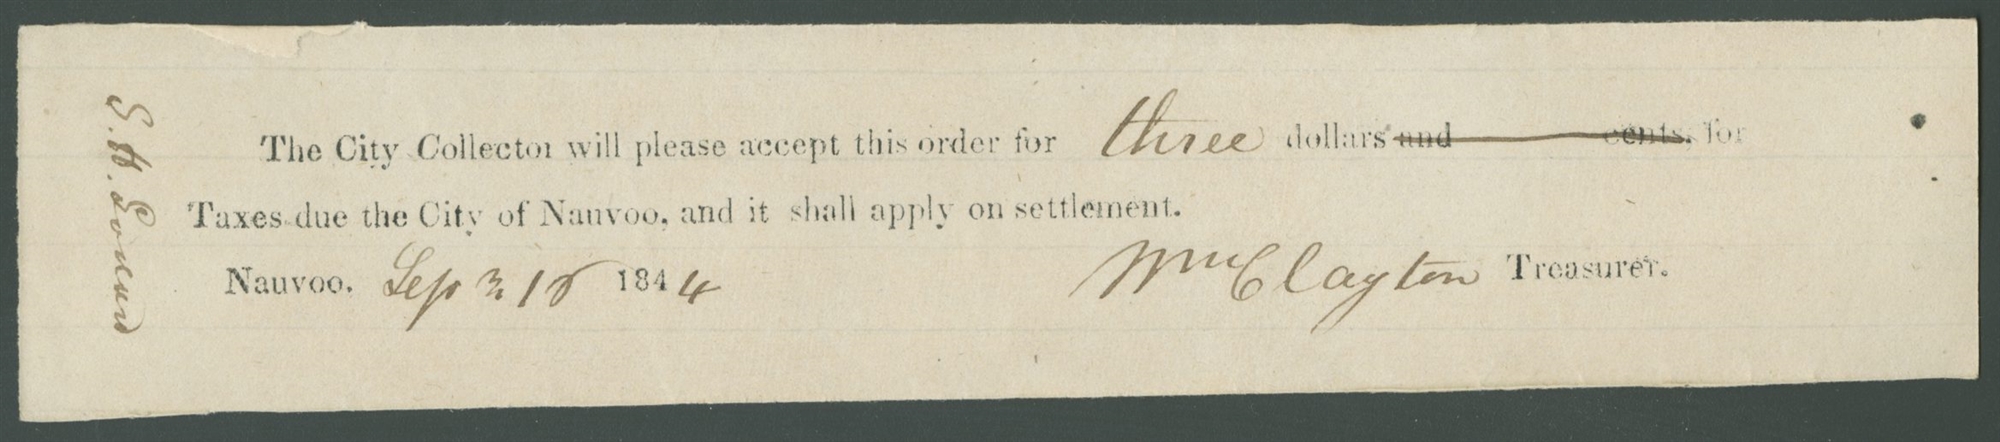 The City Collector will please accept this order for three dollars and cents, for
Taxes due the City of Nauvoo, and it shall apply on settlement.
Nauvoo. Sep 1844
Wm Clayton Treasurer.
S. H.